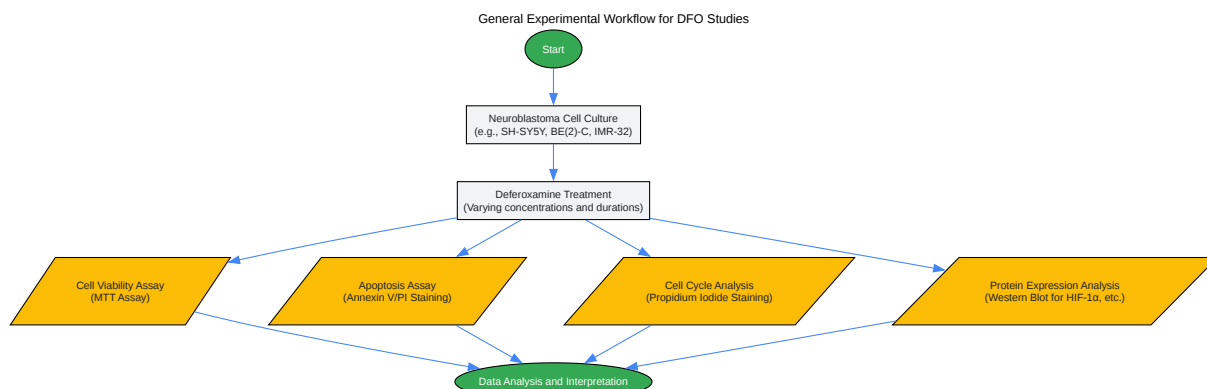 General Experimental Workflow for DFO Studies
Start
Neuroblastoma Cell Culture
(e.g., SH-SY5Y, BE(2)-C, IMR-32)
Deferoxamine Treatment
(Varying concentrations and durations)
Cell Viability Assay
(MTT Assay)
Apoptosis Assay
(Annexin V/PI Staining)
Cell Cycle Analysis
(Propidium Iodide Staining)
Protein Expression Analysis
(Western Blot for HIF-1α, etc.)
Data Analysis and Interpretation